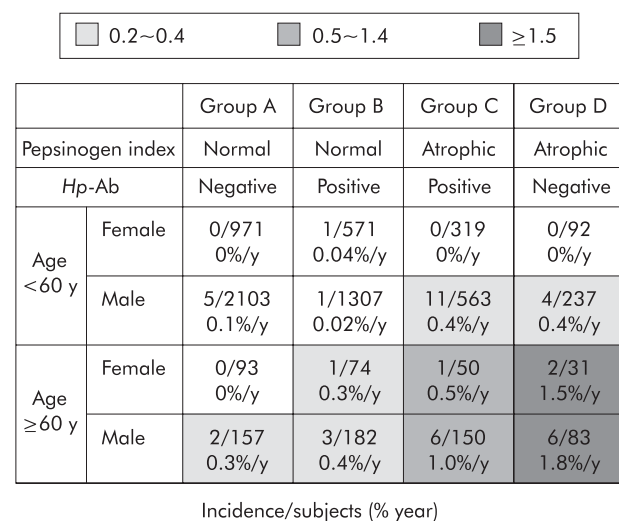 0.2~0.4 0.5~1.4 ≥1.5
Group A Group B Group C Group D
Pepsinogen index Normal Normal Atrophic Atrophic
Hp-Ab Negative Positive Positive Negative
Age <60 y Female 0/971 1/571 0/319 0/92
0%/y 0.04%/y 0%/y 0%/y
Male 5/2103 1/1307 11/563 4/237
0.1%/y 0.02%/y 0.4%/y 0.4%/y
Age ≥60 y Female 0/93 1/74 1/50 2/31
0%/y 0.3%/y 0.5%/y 1.5%/y
Male 2/157 3/182 6/150 6/83
0.3%/y 0.4%/y 1.0%/y 1.8%/y
Incidence/subjects (% year)